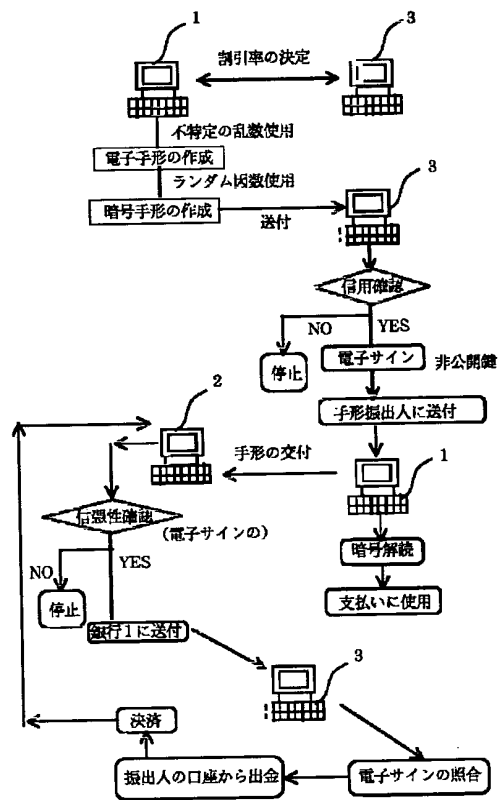 1
3
割引率の決定
不特定の乱数使用
電子手形の作成
ランダム因数使用
暗号手形の作成
送付
3
信用確認
NO
YES
停止
電子サイン
非公開鍵
手形振出人に送付
2
手形の交付
1
信憑性確認
(電子サインの)
暗号解続
NO
YES
停止
支払いに使用
銀行1に送付
3
決済
振出人の口座から出金
電子サインの照合